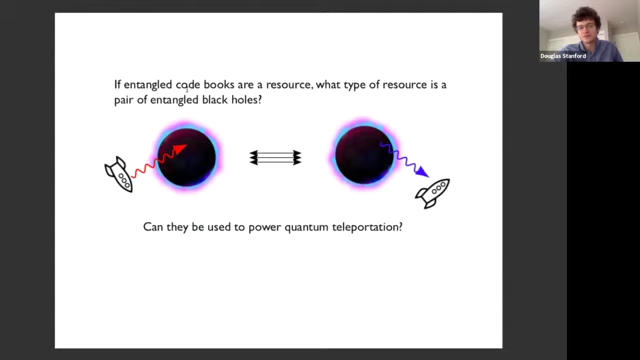 If entangled code books are a resource, what type of resource is a
pair of entangled black holes?
Can they be used to power quantum teleportation?
Douglas Stanford